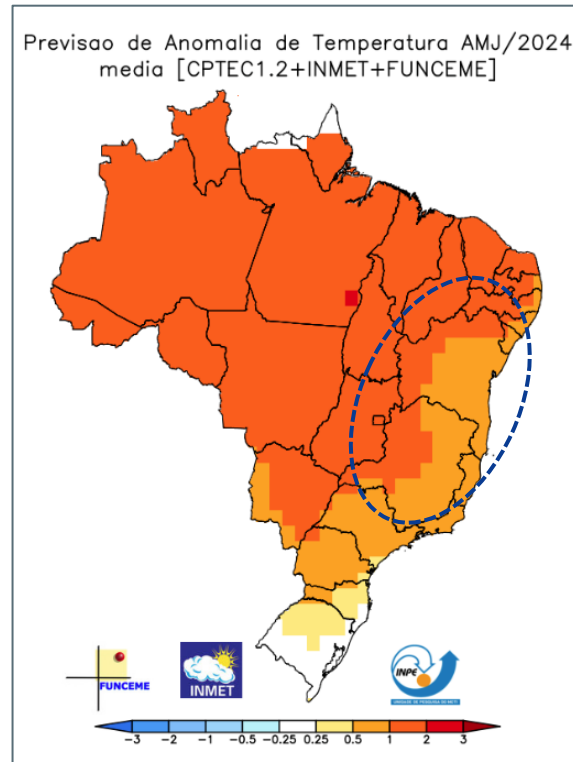 Previsao de Anomalia de Temperatura AMJ/2024
media [CPTEC1.2+INMET+FUNCEME]
FUNCEME
INMET
INPE
-3 -2 -1 -0.5 -0.25 0.25 0.5 1 2 3